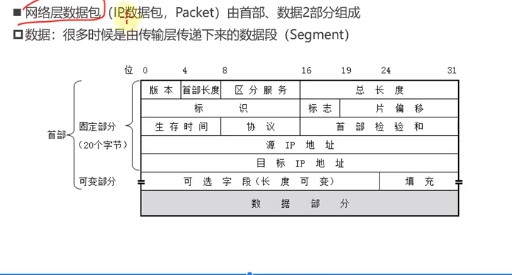 ■ 网络层数据包（IP数据包，Packet）由首部、数据2部分组成
数据：很多时候是由传输层传递下来的数据段（Segment）
位 0 4 8 16 19 24 31
版本 首部长度 区分服务 总长度
标识 标志 片偏移
首部 固定部分 生存时间 协议 首部检验和
（20个字节） 源IP地址
目标IP地址
可变部分 可选字段(长度可变) 填充
数据部分